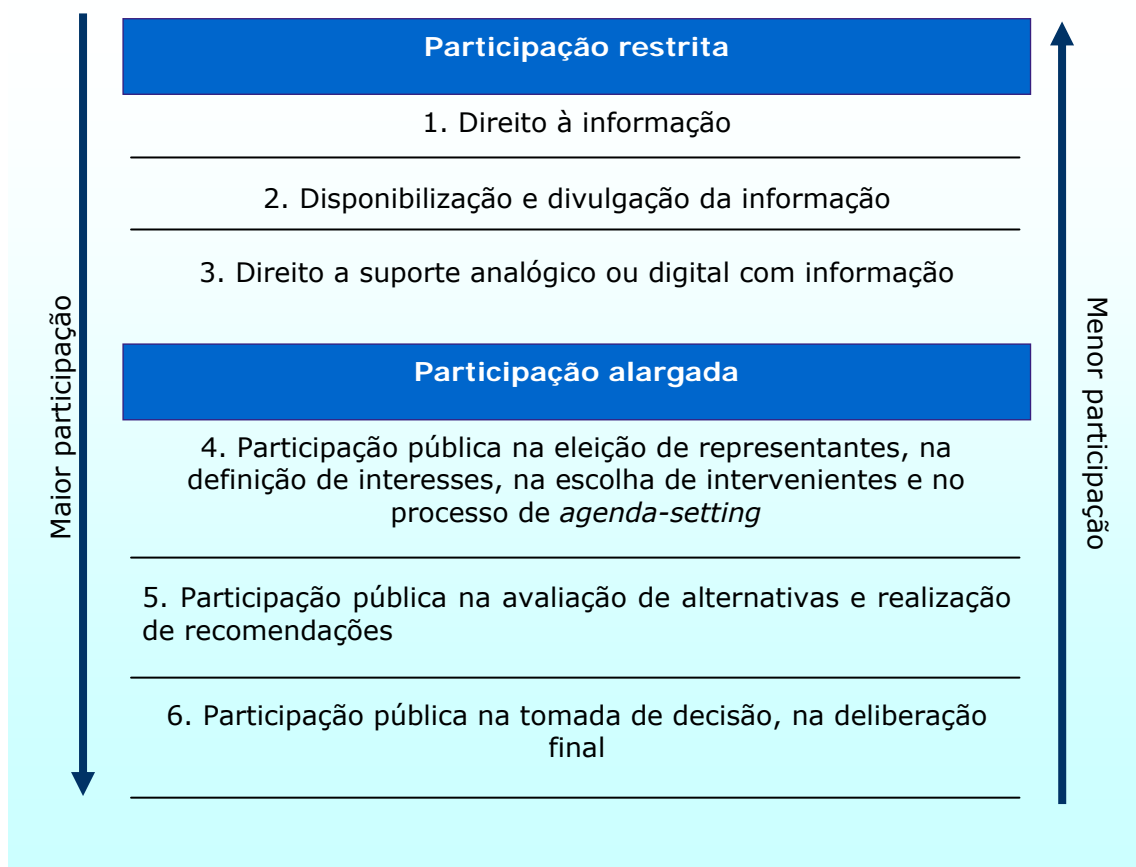 Participação restrita
1. Direito à informação
2. Disponibilização e divulgação da informação
3. Direito a suporte analógico ou digital com informação
Maior participação
Menor participação
Participação alargada
4. Participação pública na eleição de representantes, na
definição de interesses, na escolha de intervenientes e no
processo de agenda-setting
5. Participação pública na avaliação de alternativas e realização
de recomendações
6. Participação pública na tomada de decisão, na deliberação
final